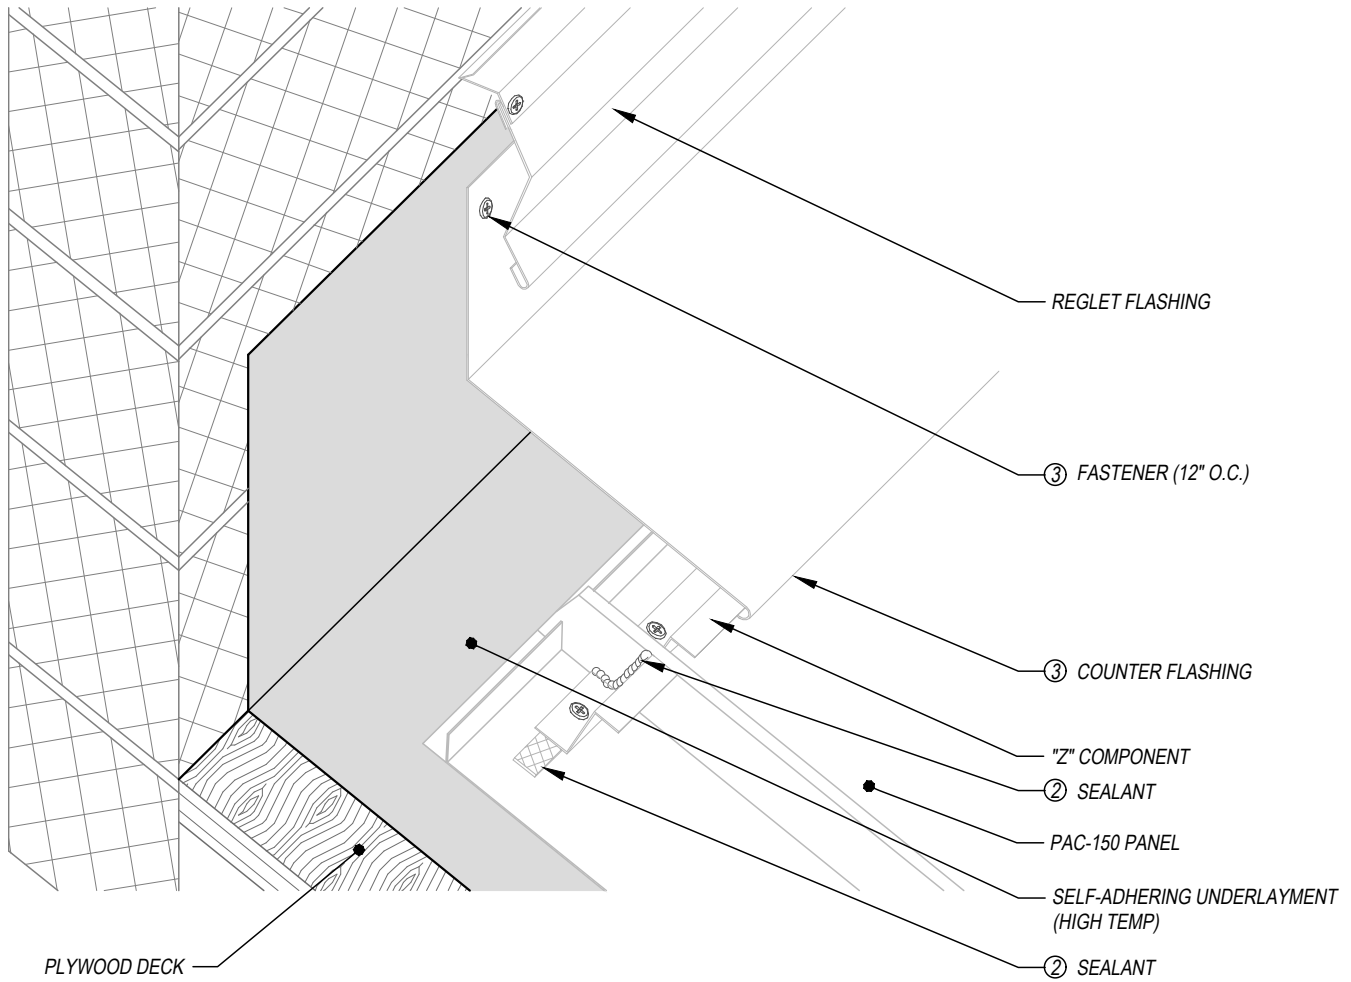 REGLET FLASHING
3 FASTENER (12" O.C.)
3 COUNTER FLASHING
"Z" COMPONENT
2 SEALANT
PAC-150 PANEL
SELF-ADHERING UNDERLAYMENT
(HIGH TEMP)
2 SEALANT
PLYWOOD DECK